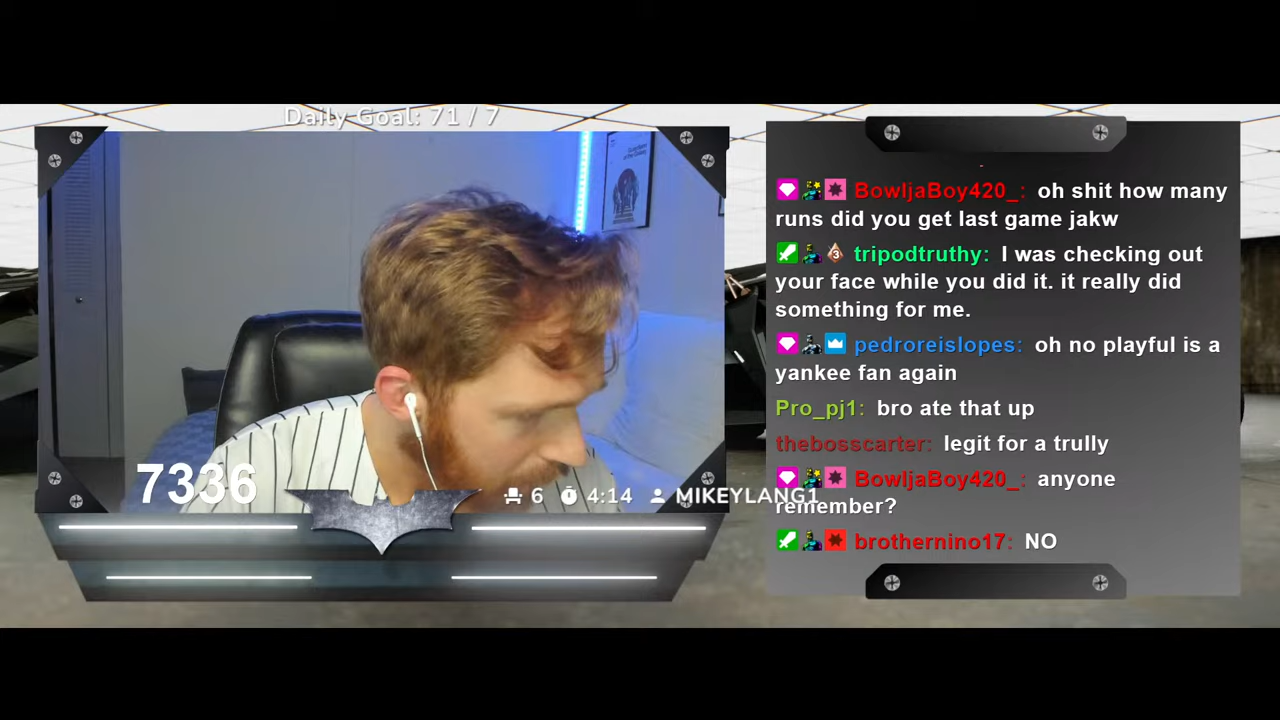 Daily Goal: 71 / 7
BowljaBoy420_: oh shit how many
runs did you get last game jakw
3 tripodtruthy: I was checking out
your face while you did it. it really did
something for me.
pedroreislopes: oh no playful is a
yankee fan again
Pro_pj1: bro ate that up
thebosscarter: legit for a trully
BowljaBoy420_: anyone
remember?
brothernino17: NO
7336
6 4:14 MIKEYLANG1